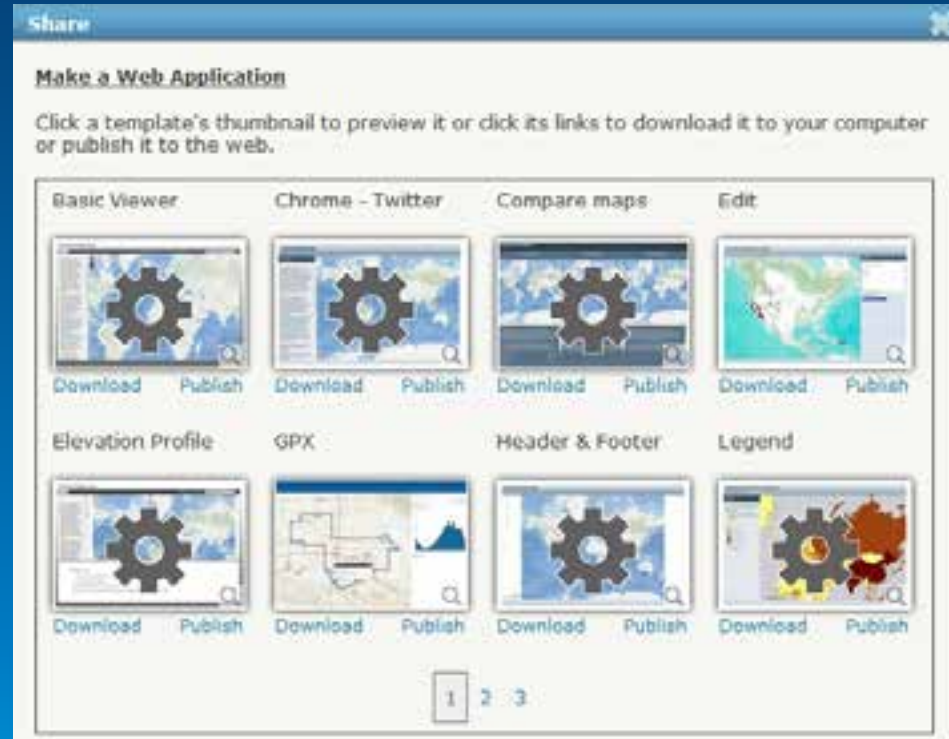 Share
Make a Web Application
Click a template's thumbnail to preview it or click its links to download it to your computer
or publish it to the web.
Basic Viewer Chrome - Twitter Compare maps Edit
Download Publish Download Publish Download Publish Download Publish
Elevation Profile GPX Header & Footer Legend
Download Publish Download Publish Download Publish Download Publish
1 2 3